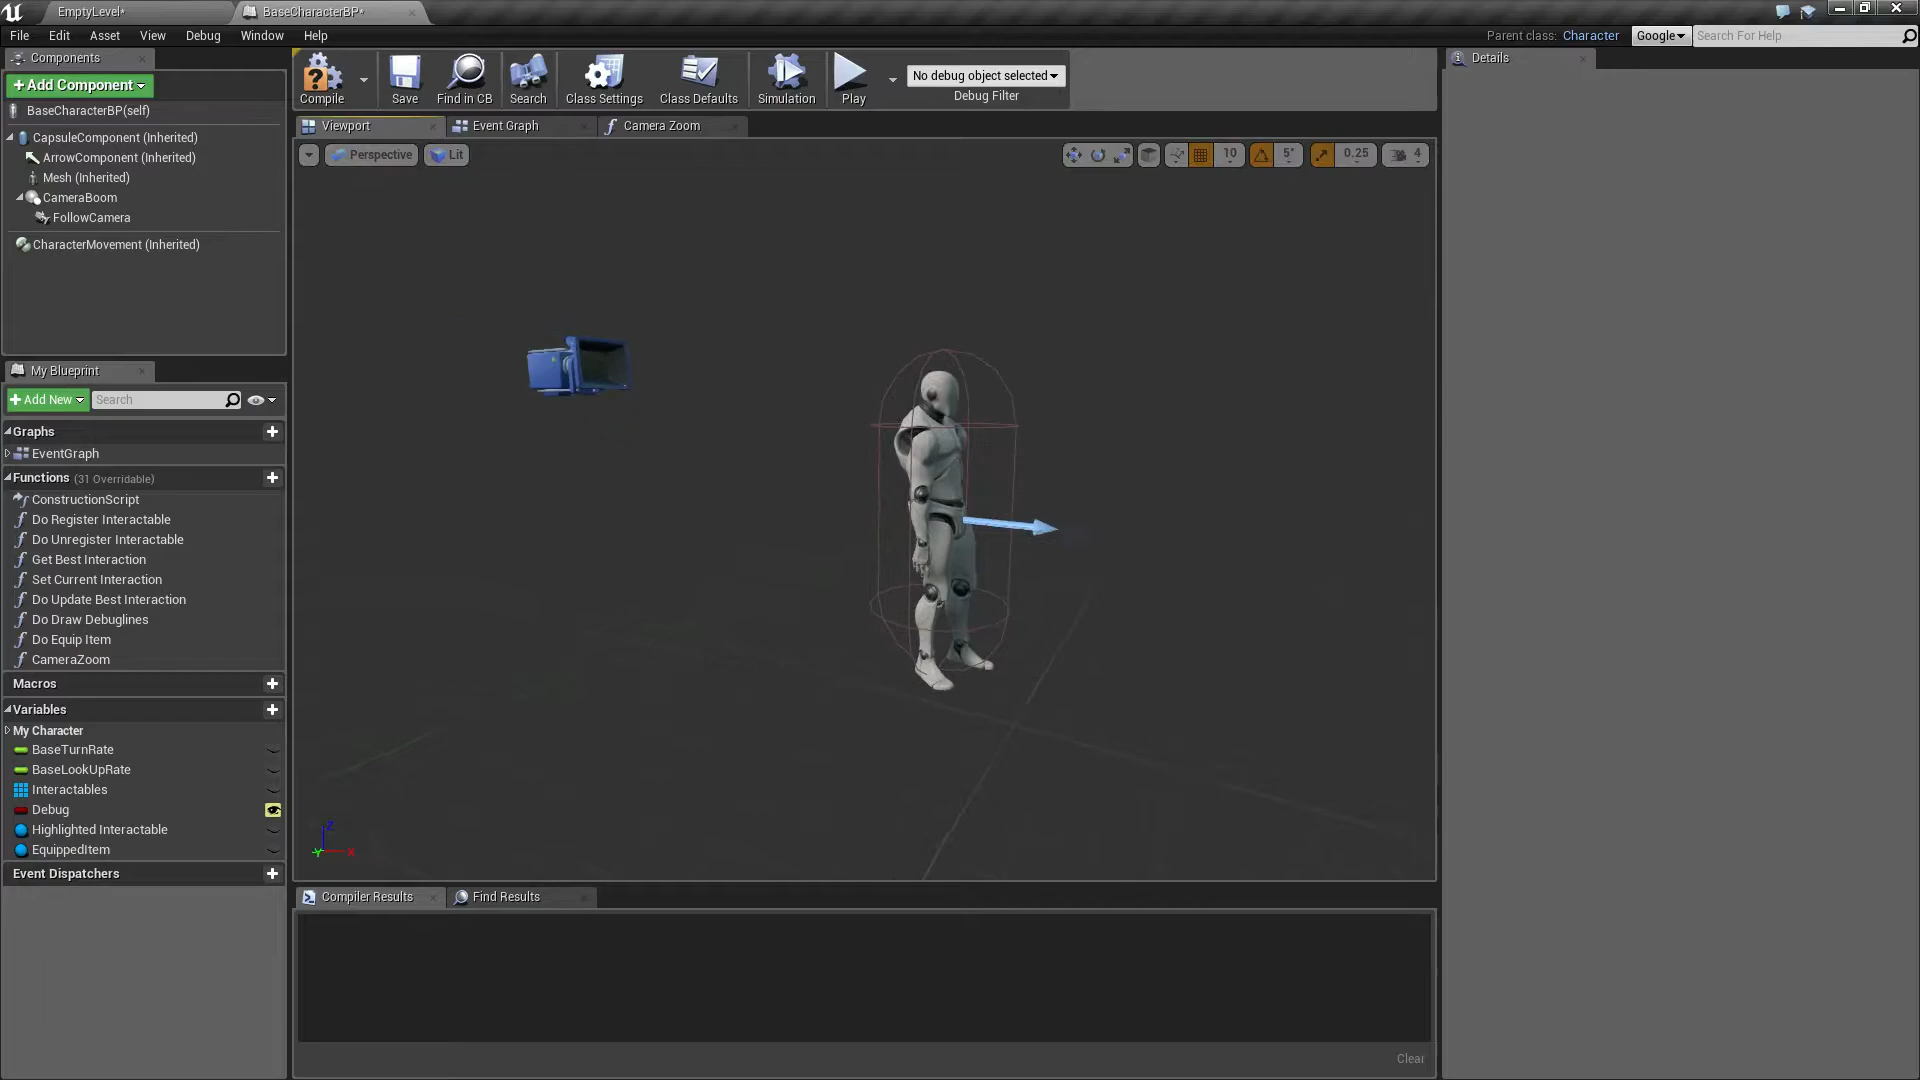 EmptyLevel*
BaseCharacterBP*
File Edit Asset View Debug Window Help
Parent class: Character
Google
Search For Help
Components
+Add Component
BaseCharacterBP(self)
CapsuleComponent (Inherited)
ArrowComponent (Inherited)
Mesh (Inherited)
CameraBoom
FollowCamera
CharacterMovement (Inherited)
My Blueprint
+Add New
Search
Graphs
EventGraph
Functions (31 Overridable)
ConstructionScript
Do Register Interactable
Do Unregister Interactable
Get Best Interaction
Set Current Interaction
Do Update Best Interaction
Do Draw Debuglines
Do Equip Item
CameraZoom
Macros
Variables
My Character
BaseTurnRate
BaseLookUpRate
Interactables
Debug
Highlighted Interactable
EquippedItem
Event Dispatchers
Compile
Save
Find in CB
Search
Class Settings
Class Defaults
Simulation
Play
No debug object selected
Debug Filter
Viewport
Event Graph
Camera Zoom
Perspective
Lit
10
5°
0.25
4
Z
Y
X
Compiler Results
Find Results
Clear
Details